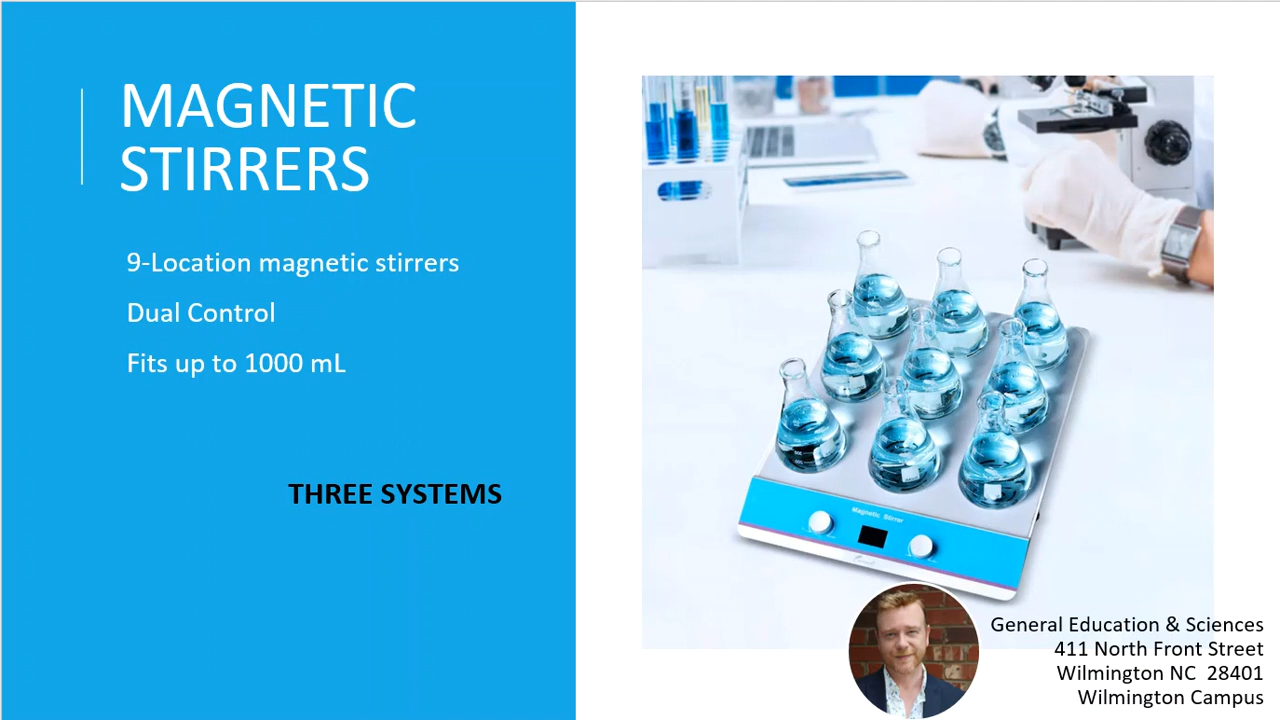 MAGNETIC
STIRRERS
9-Location magnetic stirrers
Dual Control
Fits up to 1000 mL
THREE SYSTEMS
Magnetic Stirrer
General Education & Sciences
411 North Front Street
Wilmington NC 28401
Wilmington Campus